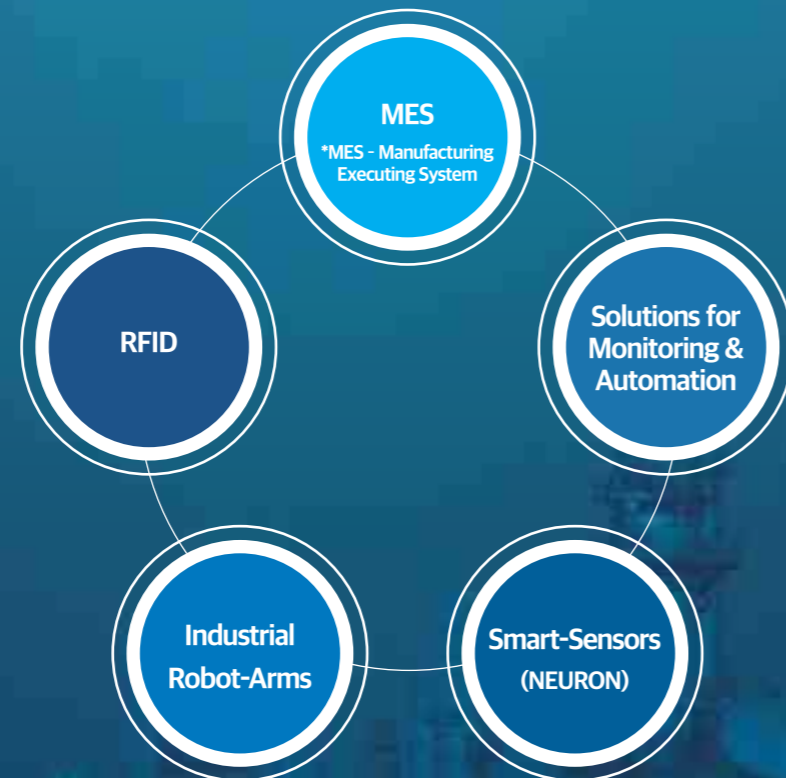 MES
*MES - Manufacturing
Executing System
Solutions for
Monitoring &
Automation
RFID
Industrial
Robot-Arms
Smart-Sensors
(NEURON)